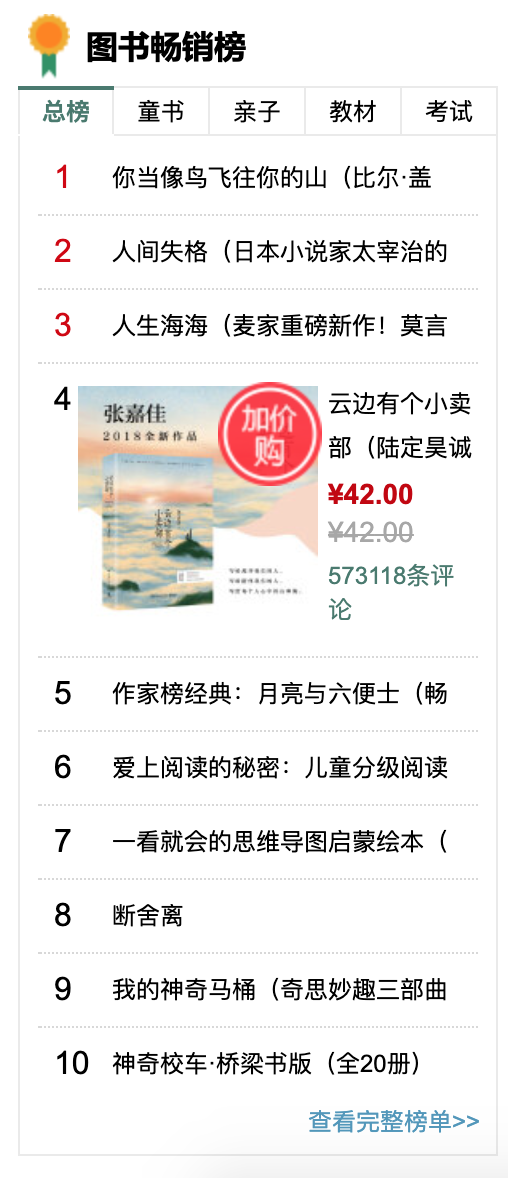 图书畅销榜
总榜 童书 亲子 教材 考试
1 你当像鸟飞往你的山（比尔·盖
2 人间失格（日本小说家太宰治的
3 人生海海（麦家重磅新作！莫言
4
张嘉佳
2018全新作品
加价
购
云边有个
小卖部
云边有个小卖
部（陆定昊诚
¥42.00
¥42.00
573118条评
论
5 作家榜经典：月亮与六便士（畅
6 爱上阅读的秘密：儿童分级阅读
7 一看就会的思维导图启蒙绘本（
8 断舍离
9 我的神奇马桶（奇思妙趣三部曲
10 神奇校车·桥梁书版（全20册）
查看完整榜单>>